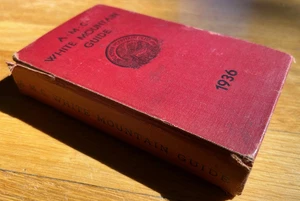 A. M. C.
WHITE MOUNTAIN
GUIDE
1936
WHITE MOUNTAIN GUIDE